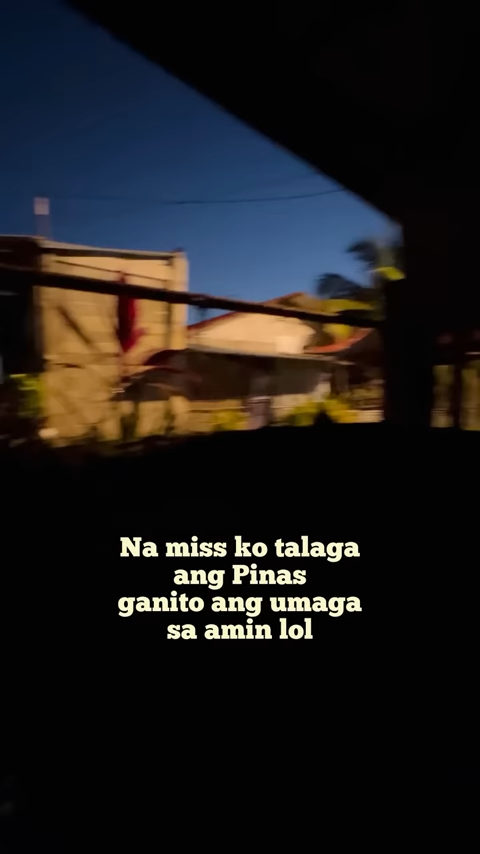 Na miss ko talaga
ang Pinas
ganito ang umaga
sa amin lol